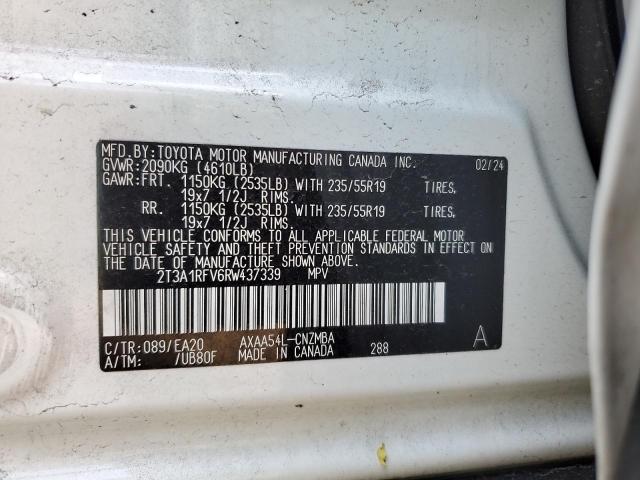 MFD.BY:TOYOTA MOTOR MANUFACTURING CANADA INC. 02/24
GVWR:2090KG (4610LB)
GAWR:FRT. 1150KG (2535LB) WITH 235/55R19 TIRES,
19x7 1/2J RIMS.
RR. 1150KG (2535LB) WITH 235/55R19 TIRES,
19x7 1/2J RIMS.
THIS VEHICLE CONFORMS TO ALL APPLICABLE FEDERAL MOTOR
VEHICLE SAFETY AND THEFT PREVENTION STANDARDS IN EFFECT
ON THE DATE OF MANUFACTURE SHOWN ABOVE.
2T3A1RFV6RW437339 MPV
C/TR:089/EA20 AXAA54L-CNZMBA A
A/TM: /UB80F MADE IN CANADA 288